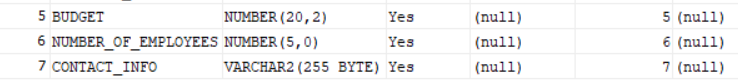 5 BUDGET NUMBER(20,2) Yes (null) 5 (null)
6 NUMBER_OF_EMPLOYEES NUMBER(5,0) Yes (null) 6 (null)
7 CONTACT_INFO VARCHAR2(255 BYTE) Yes (null) 7 (null)